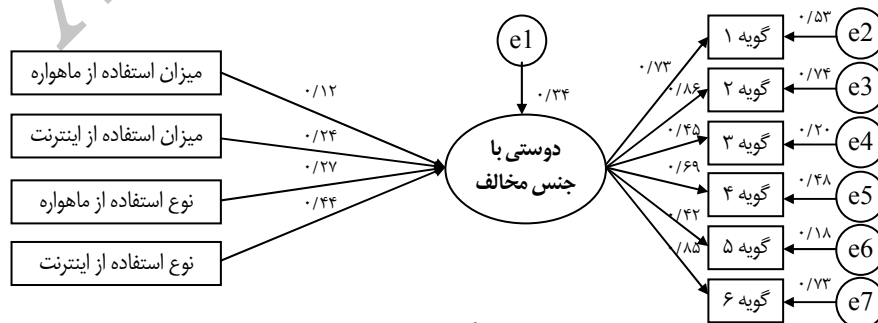 میزان استفاده از ماهواره
میزان استفاده از اینترنت
نوع استفاده از ماهواره
نوع استفاده از اینترنت
۰/۱۲
۰/۲۴
۰/۲۷
۰/۴۴
e1
۰/۳۴
دوستی با
جنس مخالف
۰/۷۳
۰/۸۶
۰/۴۵
۰/۶۹
۰/۴۲
۰/۸۵
گویه ۱
۰/۵۳
e2
گویه ۲
۰/۷۴
e3
گویه ۳
۰/۲۰
e4
گویه ۴
۰/۴۸
e5
گویه ۵
۰/۱۸
e6
گویه ۶
۰/۷۳
e7